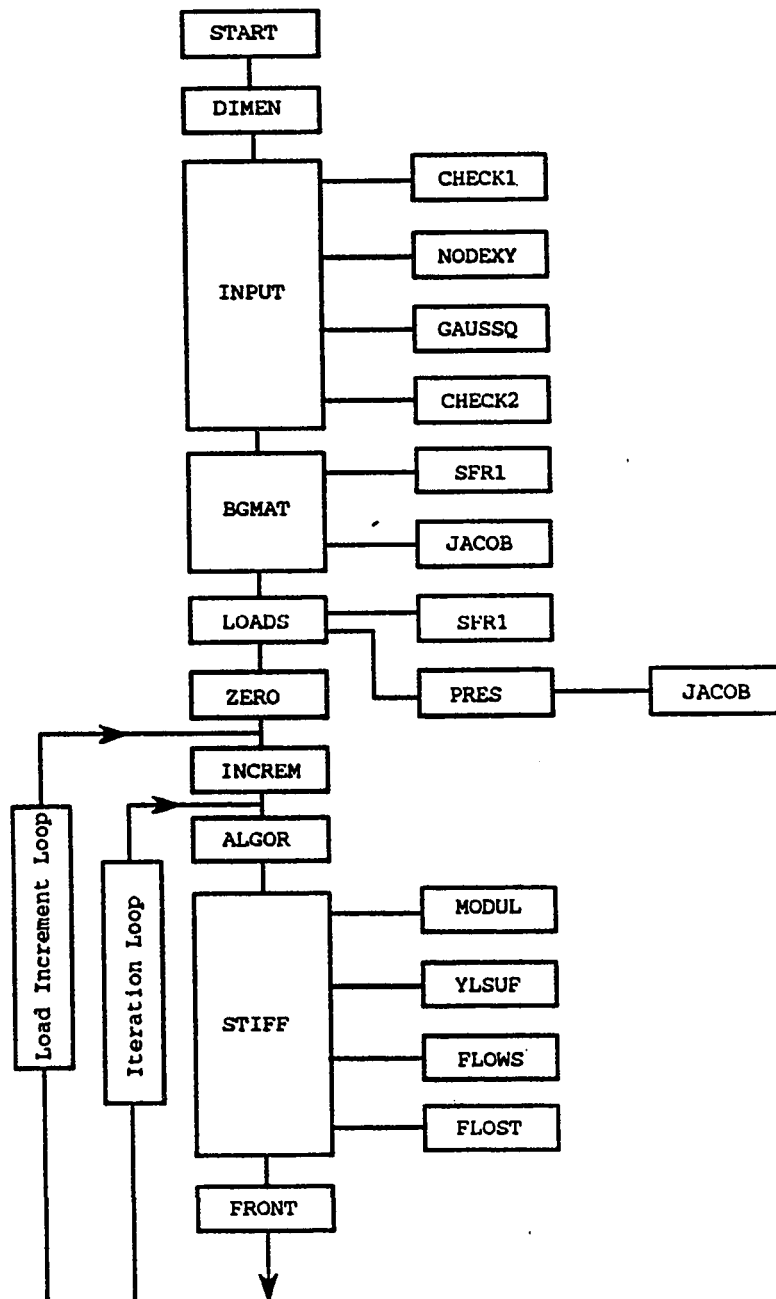 START
DIMEN
INPUT
CHECK1
NODEXY
GAUSSQ
CHECK2
BGMAT
SFR1
JACOB
LOADS
SFR1
PRES
JACOB
ZERO
INCREM
ALGOR
Load Increment Loop
Iteration Loop
STIFF
MODUL
YLSUF
FLOWS
FLOST
FRONT